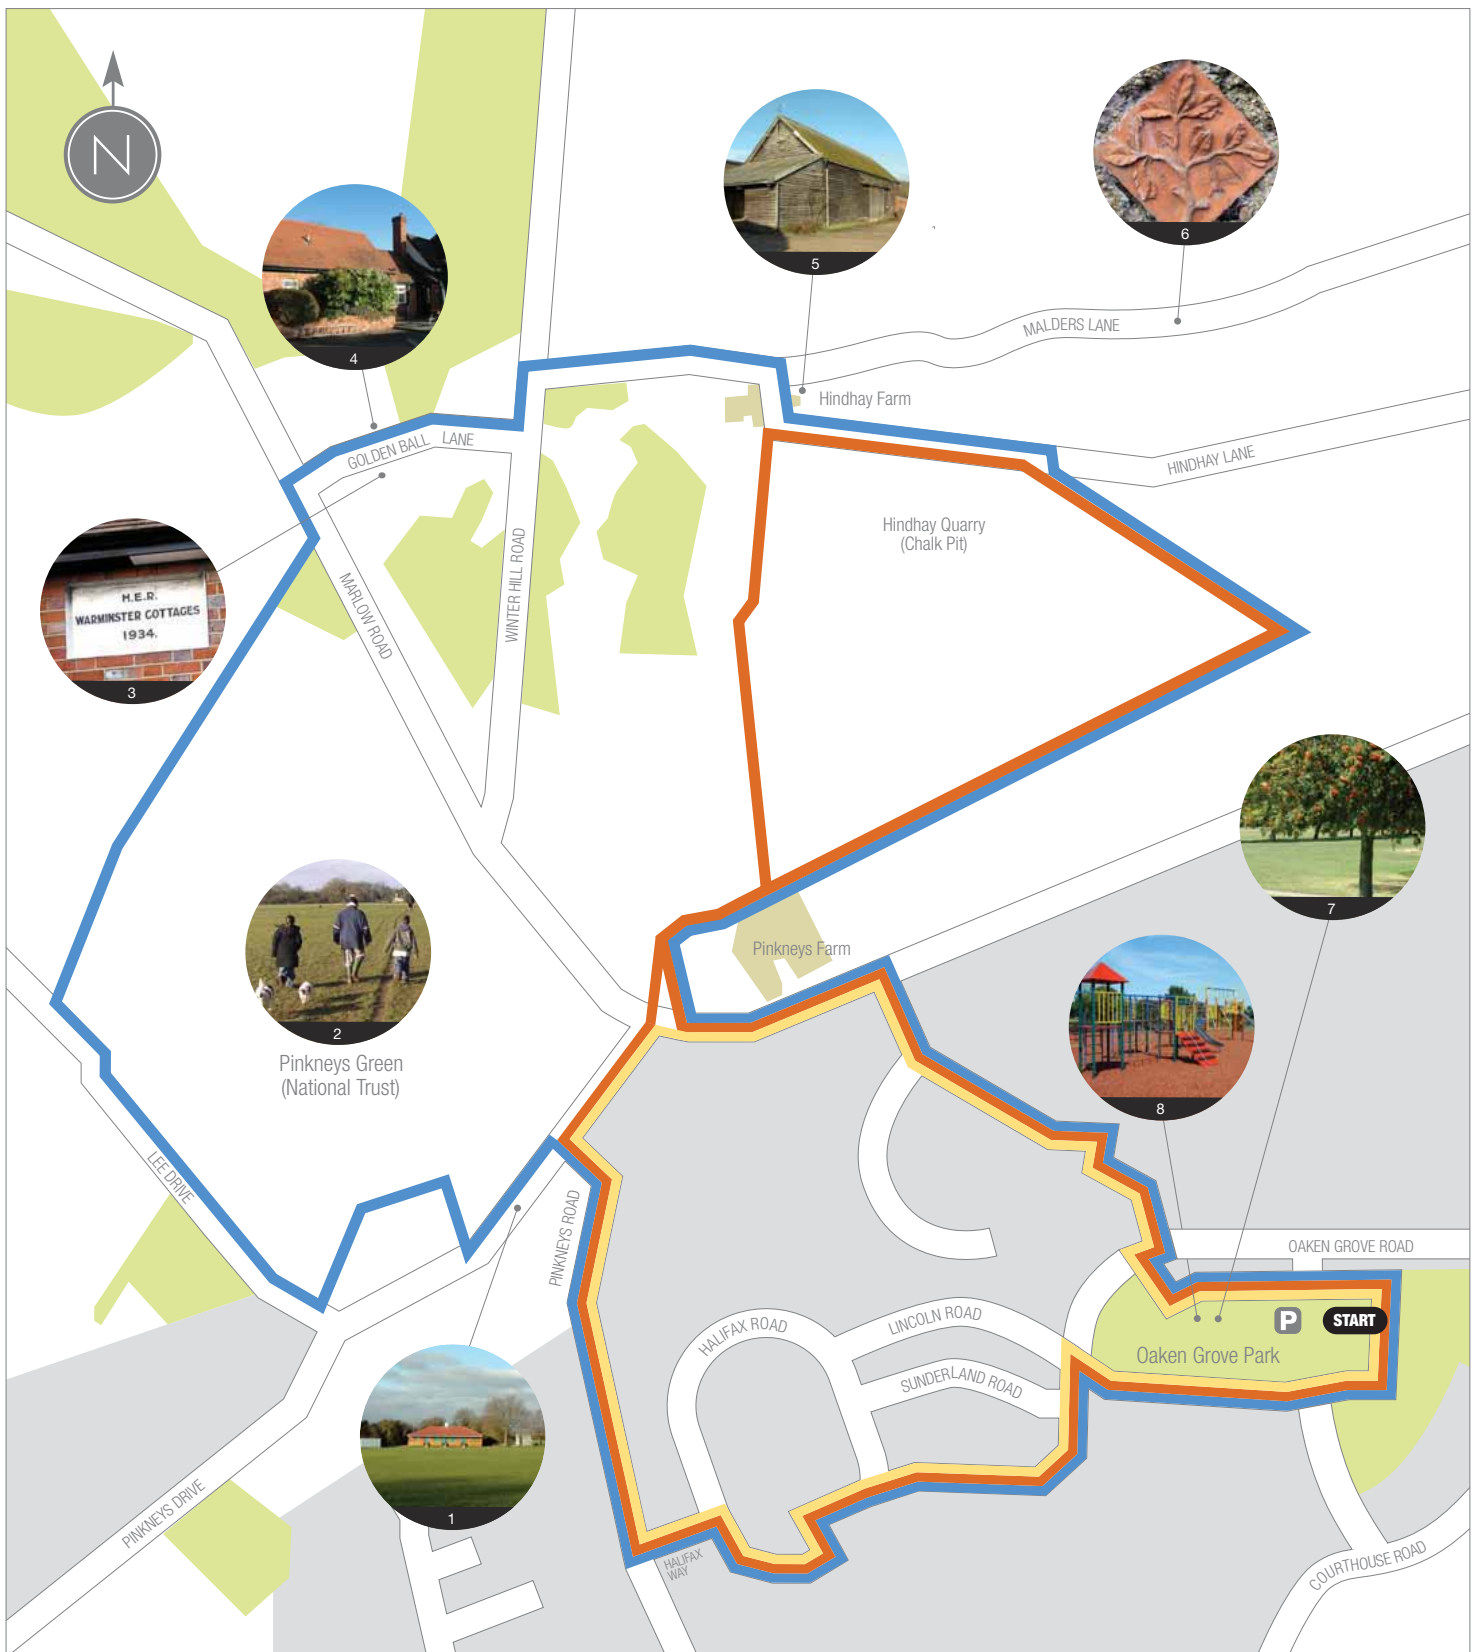 N
6
5
4
MALDERS LANE
Hindhay Farm
GOLDEN BALL LANE
HINDHAY LANE
Hindhay Quarry
(Chalk Pit)
WINTER HILL ROAD
MARLOW ROAD
H.E.R.
WARMINSTER COTTAGES
1934.
3
7
Pinkneys Farm
2
Pinkneys Green
(National Trust)
8
LEE DRIVE
PINKNEYS ROAD
OAKEN GROVE ROAD
P
START
HALIFAX ROAD
LINCOLN ROAD
Oaken Grove Park
SUNDERLAND ROAD
1
PINKNEYS DRIVE
HALIFAX
WAY
COURTHOUSE ROAD